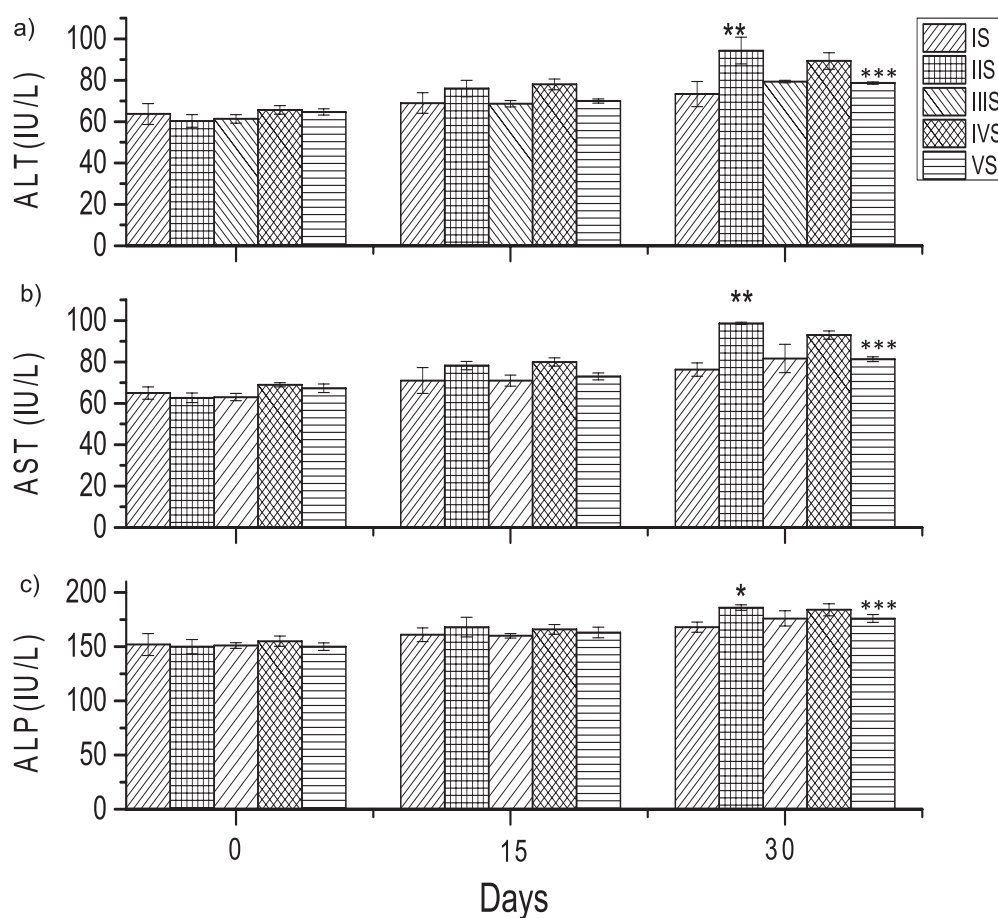 a)
ALT(IU/L)
100
80
60
40
20
0
**
***
IS
IIS
IIIS
IVS
VS
b)
AST (IU/L)
100
80
60
40
20
0
**
***
c)
ALP(IU/L)
200
150
100
50
0
*
***
0 15 30
Days